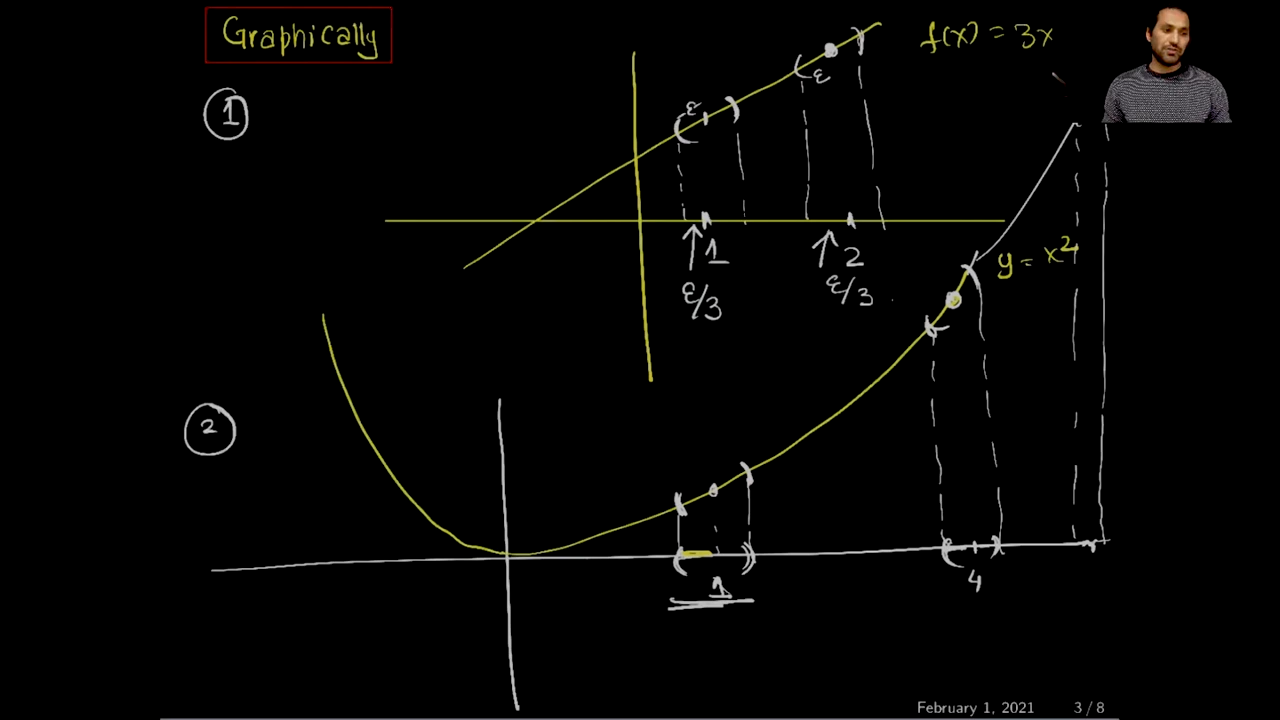 Graphically
f(x) = 3x
1
ε
ε
1
2
ε/3
ε/3
y = x²
2
1
4
February 1, 2021 3 / 8